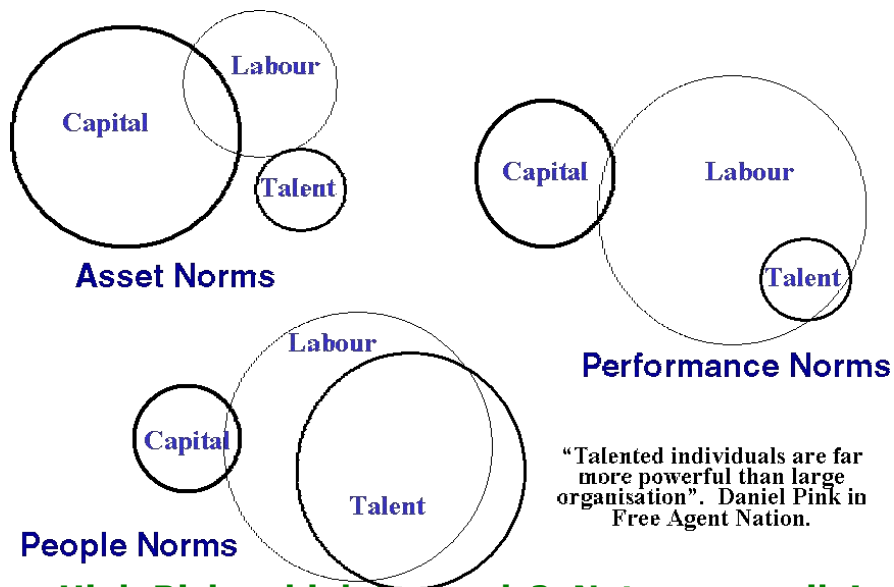 Labour
Capital
Talent
Asset Norms
Capital
Labour
Talent
Performance Norms
Labour
Capital
Talent
People Norms
“Talented individuals are far
more powerful than large
organisation”. Daniel Pink in
Free Agent Nation.